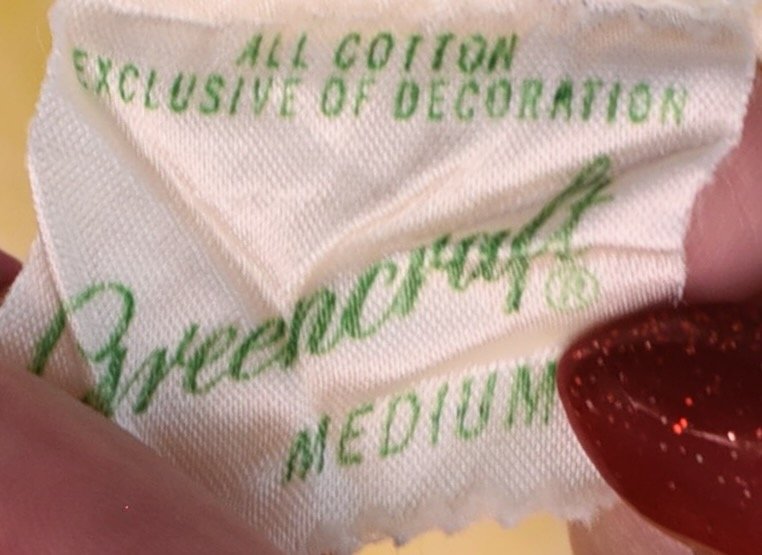 ALL COTTON
EXCLUSIVE OF DECORATION
Greencraft®
MEDIUM